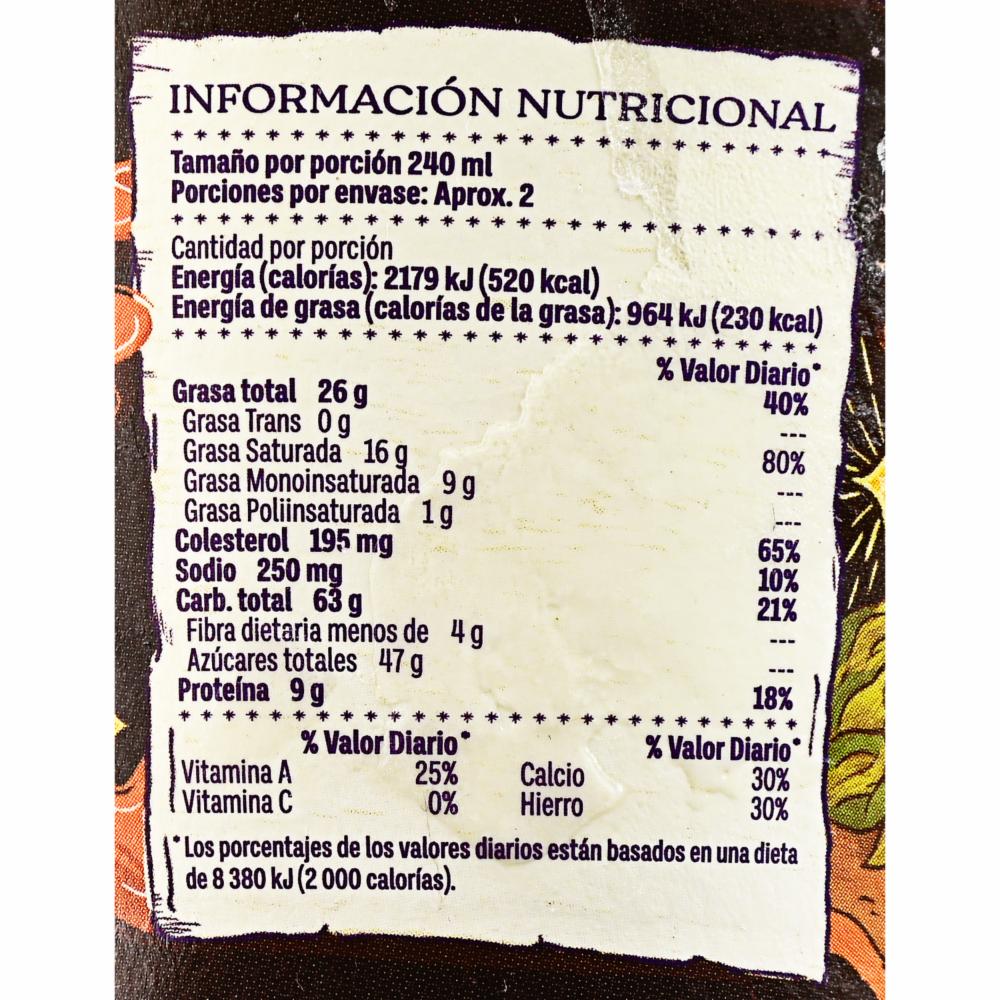 INFORMACIÓN NUTRICIONAL
Tamaño por porción 240 ml
Porciones por envase: Aprox. 2
Cantidad por porción
Energía (calorías): 2179 kJ (520 kcal)
Energía de grasa (calorías de la grasa): 964 kJ (230 kcal)
% Valor Diario*
Grasa total 26 g 40%
Grasa Trans 0 g ---
Grasa Saturada 16 g 80%
Grasa Monoinsaturada 9 g ---
Grasa Poliinsaturada 1 g ---
Colesterol 195 mg 65%
Sodio 250 mg 10%
Carb. total 63 g 21%
Fibra dietaria menos de 4 g ---
Azúcares totales 47 g ---
Proteína 9 g 18%
% Valor Diario* % Valor Diario*
Vitamina A 25% Calcio 30%
Vitamina C 0% Hierro 30%
*Los porcentajes de los valores diarios están basados en una dieta
de 8 380 kJ (2 000 calorías).